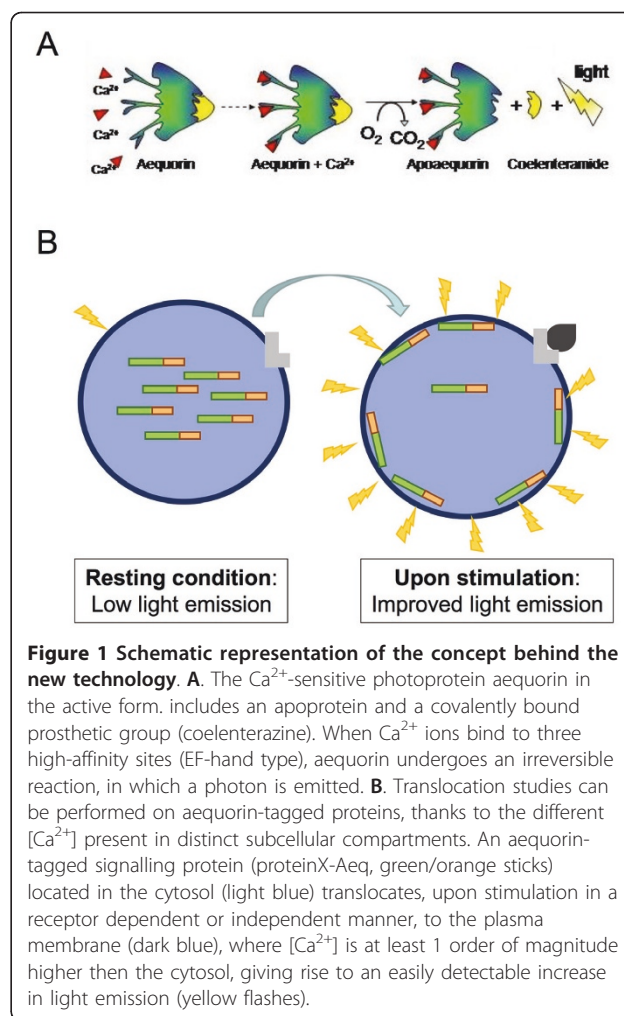 A
Ca²⁺
Ca²⁺
Ca²⁺
Aequorin
Aequorin + Ca²⁺
O₂
CO₂
Apoaequorin
+
+
light
Coelenteramide
B
Resting condition:
Low light emission
Upon stimulation:
Improved light emission
Figure 1 Schematic representation of the concept behind the
new technology. A. The Ca²⁺-sensitive photoprotein aequorin in
the active form. includes an apoprotein and a covalently bound
prosthetic group (coelenterazine). When Ca²⁺ ions bind to three
high-affinity sites (EF-hand type), aequorin undergoes an irreversible
reaction, in which a photon is emitted. B. Translocation studies can
be performed on aequorin-tagged proteins, thanks to the different
[Ca²⁺] present in distinct subcellular compartments. An aequorin-
tagged signalling protein (proteinX-Aeq, green/orange sticks)
located in the cytosol (light blue) translocates, upon stimulation in a
receptor dependent or independent manner, to the plasma
membrane (dark blue), where [Ca²⁺] is at least 1 order of magnitude
higher then the cytosol, giving rise to an easily detectable increase
in light emission (yellow flashes).